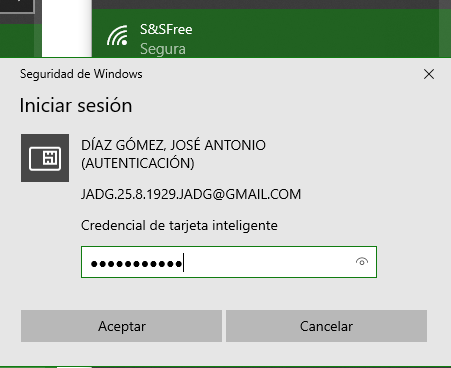 S&SFree
Segura
Seguridad de Windows
Iniciar sesión
DÍAZ GÓMEZ, JOSÉ ANTONIO
(AUTENTICACIÓN)
JADG.25.8.1929.JADG@GMAIL.COM
Credencial de tarjeta inteligente
●●●●●●●●●●●
Aceptar
Cancelar